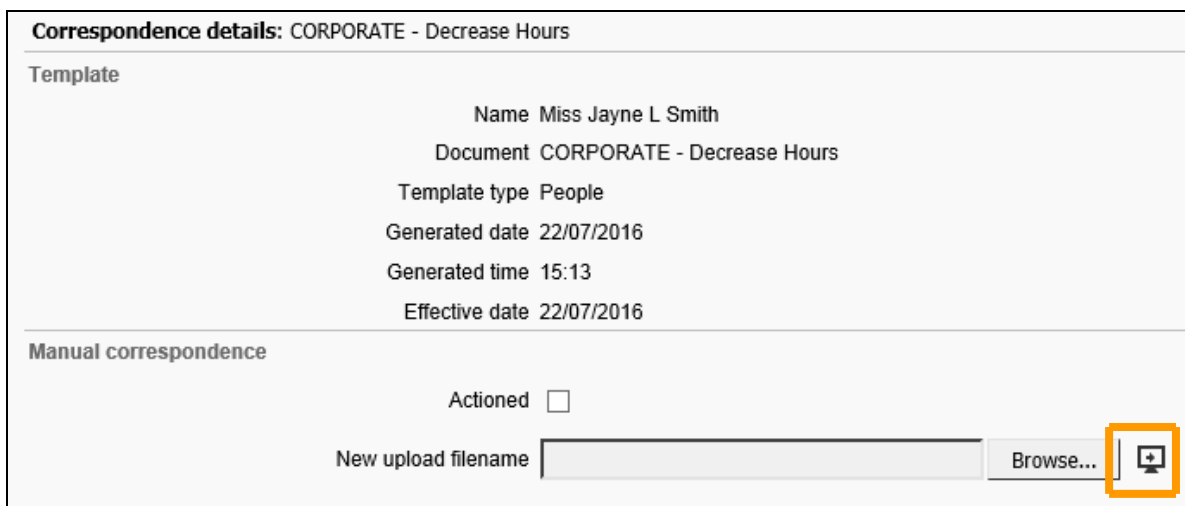 Correspondence details: CORPORATE - Decrease Hours
Template
Name Miss Jayne L Smith
Document CORPORATE - Decrease Hours
Template type People
Generated date 22/07/2016
Generated time 15:13
Effective date 22/07/2016
Manual correspondence
Actioned
New upload filename Browse...